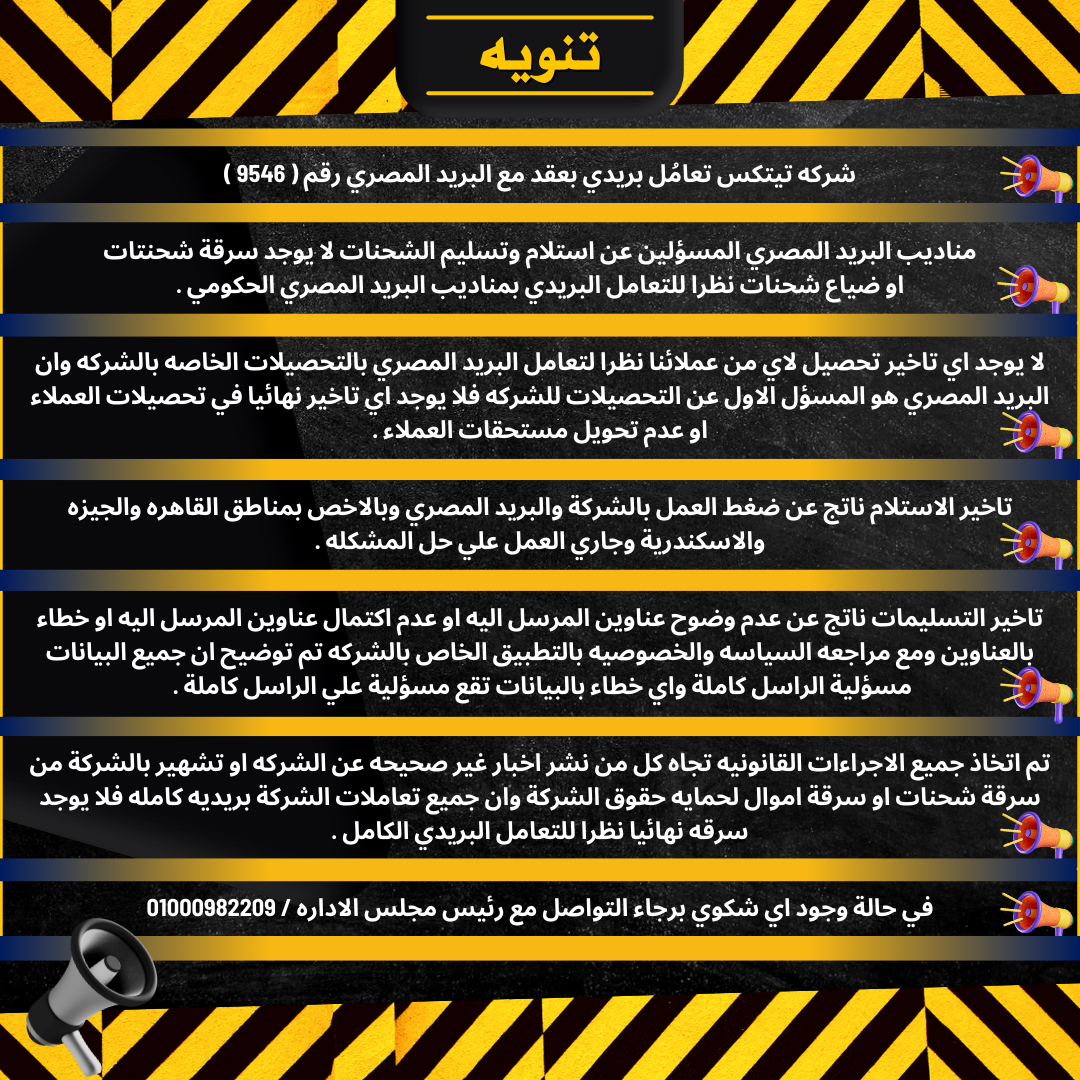 تنويه
شركه تيتكس تعامُل بريدي بعقد مع البريد المصري رقم ( 9546 )
مناديب البريد المصري المسؤلين عن استلام وتسليم الشحنات لا يوجد سرقة شحنتات
او ضياع شحنات نظرا للتعامل البريدي بمناديب البريد المصري الحكومي .
لا يوجد اي تاخير تحصيل لاي من عملائنا نظرا لتعامل البريد المصري بالتحصيلات الخاصه بالشركه وان
البريد المصري هو المسؤل الاول عن التحصيلات للشركه فلا يوجد اي تاخير نهائيا في تحصيلات العملاء
او عدم تحويل مستحقات العملاء .
تاخير الاستلام ناتج عن ضغط العمل بالشركة والبريد المصري وبالاخص بمناطق القاهره والجيزه
والاسكندرية وجاري العمل علي حل المشكله .
تاخير التسليمات ناتج عن عدم وضوح عناوين المرسل اليه او عدم اكتمال عناوين المرسل اليه او خطاء
بالعناوين ومع مراجعه السياسه والخصوصيه بالتطبيق الخاص بالشركه تم توضيح ان جميع البيانات
مسؤلية الراسل كاملة واي خطاء بالبيانات تقع مسؤلية علي الراسل كاملة .
تم اتخاذ جميع الاجراءات القانونيه تجاه كل من نشر اخبار غير صحيحه عن الشركه او تشهير بالشركة من
سرقة شحنات او سرقة اموال لحمايه حقوق الشركة وان جميع تعاملات الشركة بريديه كامله فلا يوجد
سرقه نهائيا نظرا للتعامل البريدي الكامل .
في حالة وجود اي شكوي برجاء التواصل مع رئيس مجلس الاداره / 01000982209